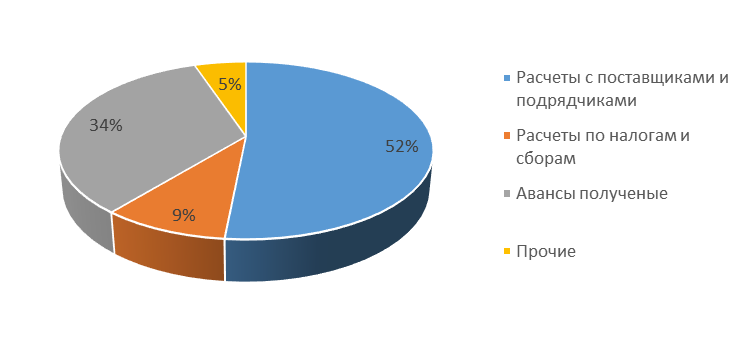 5%
34%
52%
9%
Расчеты с поставщиками и
подрядчиками
Расчеты по налогам и
сборам
Авансы полученые
Прочие